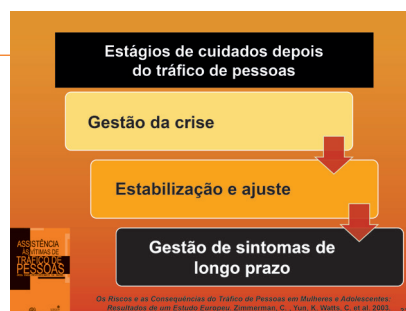 Estágios de cuidados depois
do tráfico de pessoas
Gestão da crise
Estabilização e ajuste
Gestão de sintomas de
longo prazo
ASSISTÊNCIA
ÀS VÍTIMAS DE
TRÁFICO DE
PESSOAS
Os Riscos e as Consequências do Tráfico de Pessoas em Mulheres e Adolescentes:
Resultados de um Estudo Europeu. Zimmerman, C., Yun, K. Watts, C. et al. 2003